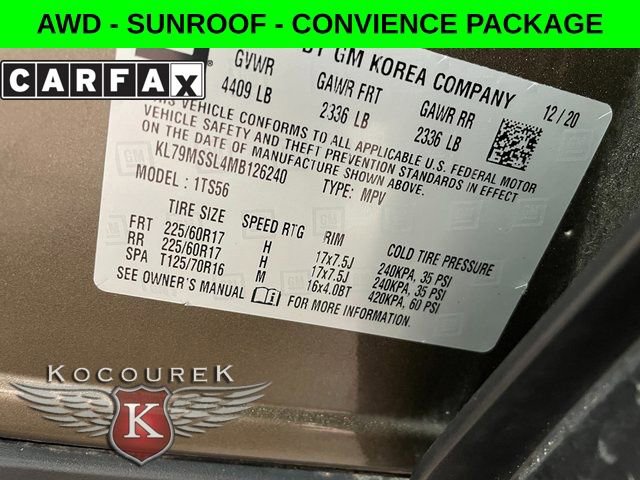 AWD - SUNROOF - CONVIENCE PACKAGE
CARFAX
BY GM KOREA COMPANY
GVWR GAWR FRT GAWR RR 12/20
4409 LB 2336 LB 2336 LB
THIS VEHICLE CONFORMS TO ALL APPLICABLE U.S. FEDERAL MOTOR
VEHICLE SAFETY AND THEFT PREVENTION STANDARDS IN EFFECT ON THE
DATE OF MANUFACTURE SHOWN ABOVE.
KL79MSSL4MB126240
MODEL : 1TS56 TYPE: MPV
TIRE SIZE SPEED RTG RIM COLD TIRE PRESSURE
FRT 225/60R17 H 17x7.5J 240KPA, 35 PSI
RR 225/60R17 H 17x7.5J 240KPA, 35 PSI
SPA T125/70R16 M 16x4.0BT 420KPA, 60 PSI
SEE OWNER'S MANUAL FOR MORE INFORMATION
KOCOUREK
K